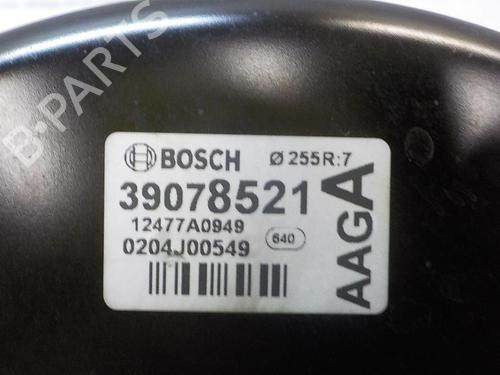 B-PARTS
BOSCH Ø 255R:7
39078521
12477A0949
0204J00549 640
AAGA